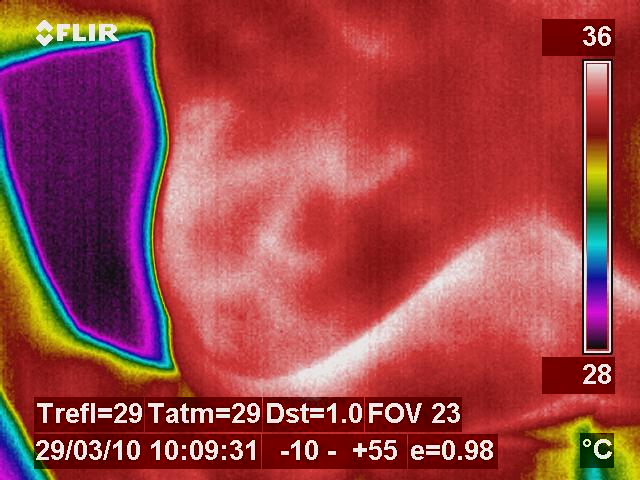 FLIR
36
28
Trefl=29 Tatm=29 Dst=1.0 FOV 23
29/03/10 10:09:31 -10 - +55 e=0.98 °C